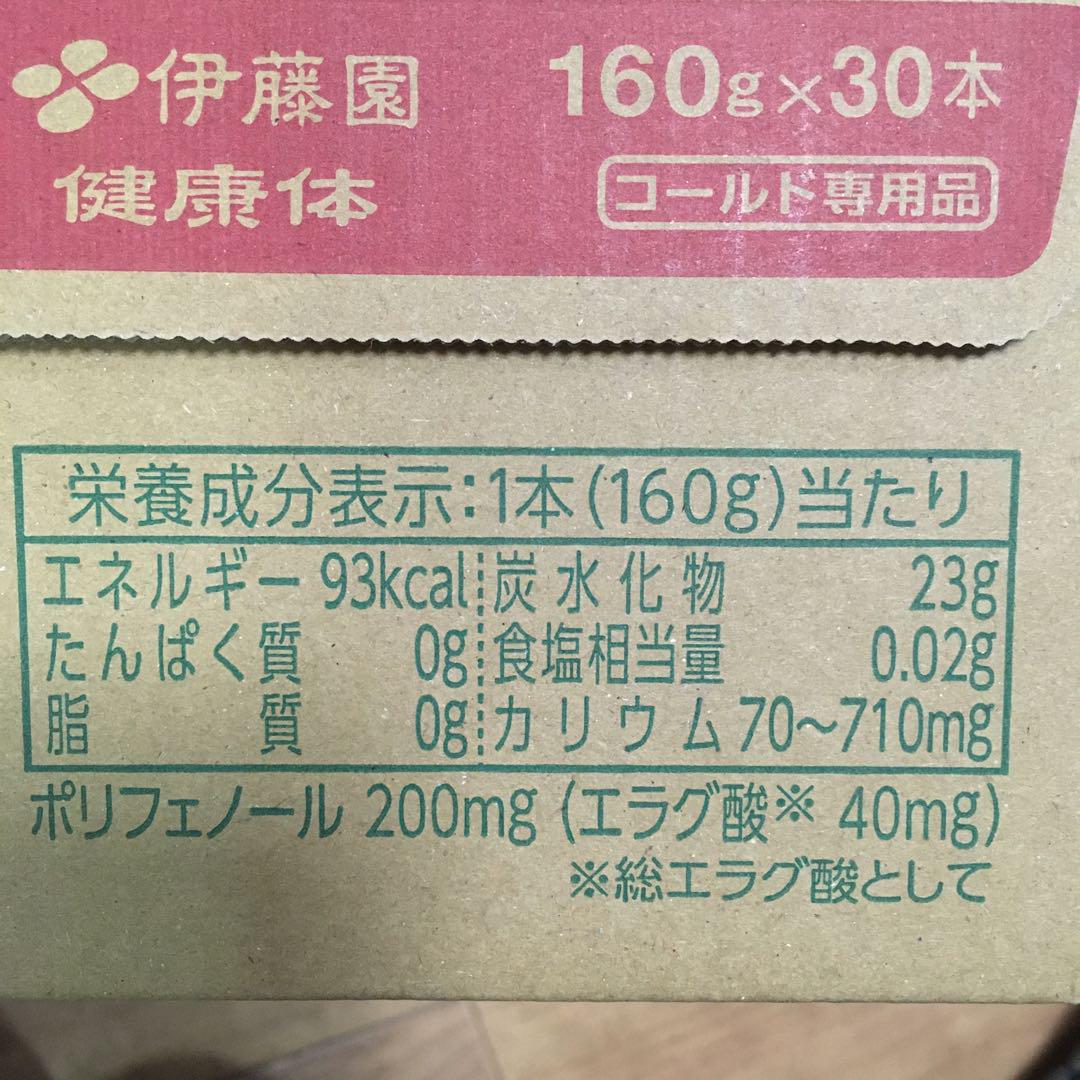 伊藤園 160g×30本
健康体 コールド専用品
栄養成分表示:1本(160g)当たり
エネルギー 93kcal 炭水化物 23g
たんぱく質 0g 食塩相当量 0.02g
脂質 0g カリウム 70~710mg
ポリフェノール 200mg (エラグ酸※ 40mg)
※総エラグ酸として